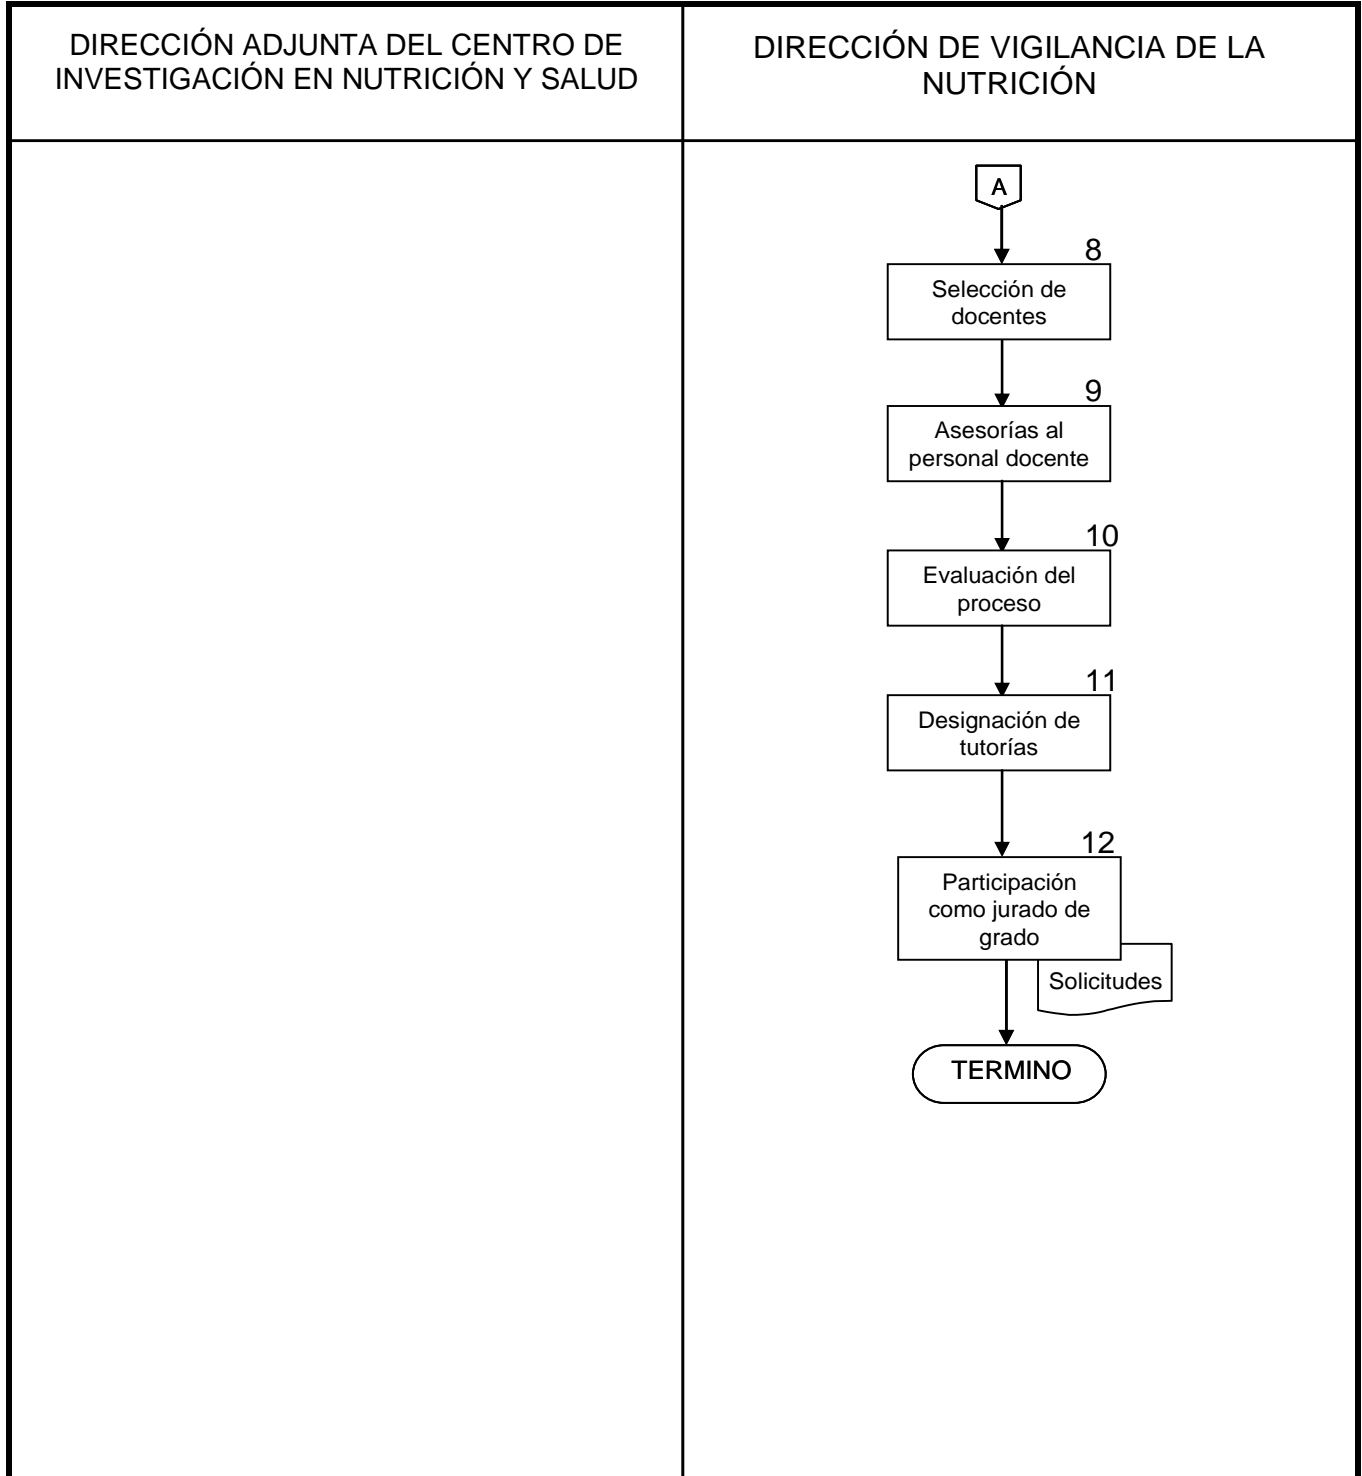 DIRECCIÓN ADJUNTA DEL CENTRO DE
INVESTIGACIÓN EN NUTRICIÓN Y SALUD
DIRECCIÓN DE VIGILANCIA DE LA
NUTRICIÓN
A
8
Selección de
docentes
9
Asesorías al
personal docente
10
Evaluación del
proceso
11
Designación de
tutorías
12
Participación
como jurado de
grado
Solicitudes
TERMINO